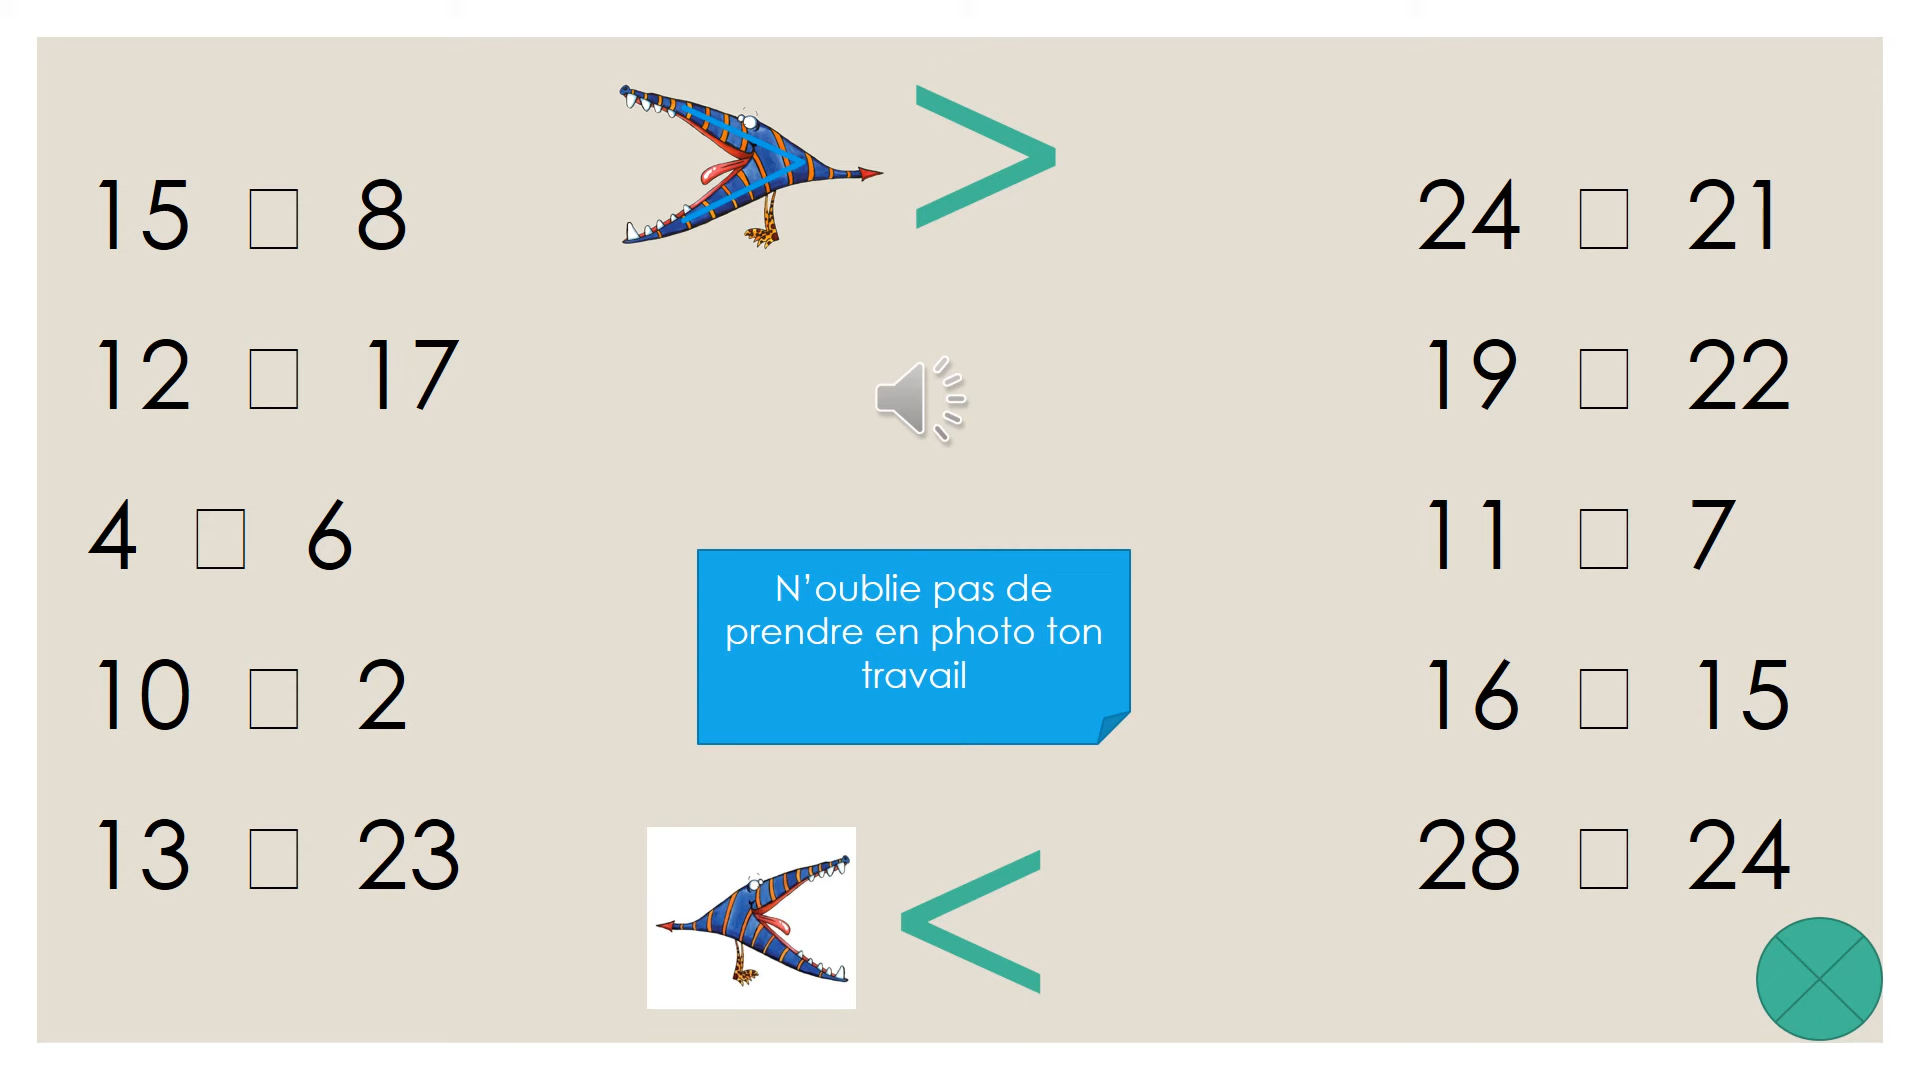 15 □ 8
12 □ 17
4 □ 6
10 □ 2
13 □ 23
>
N’oublie pas de
prendre en photo ton
travail
<
24 □ 21
19 □ 22
11 □ 7
16 □ 15
28 □ 24